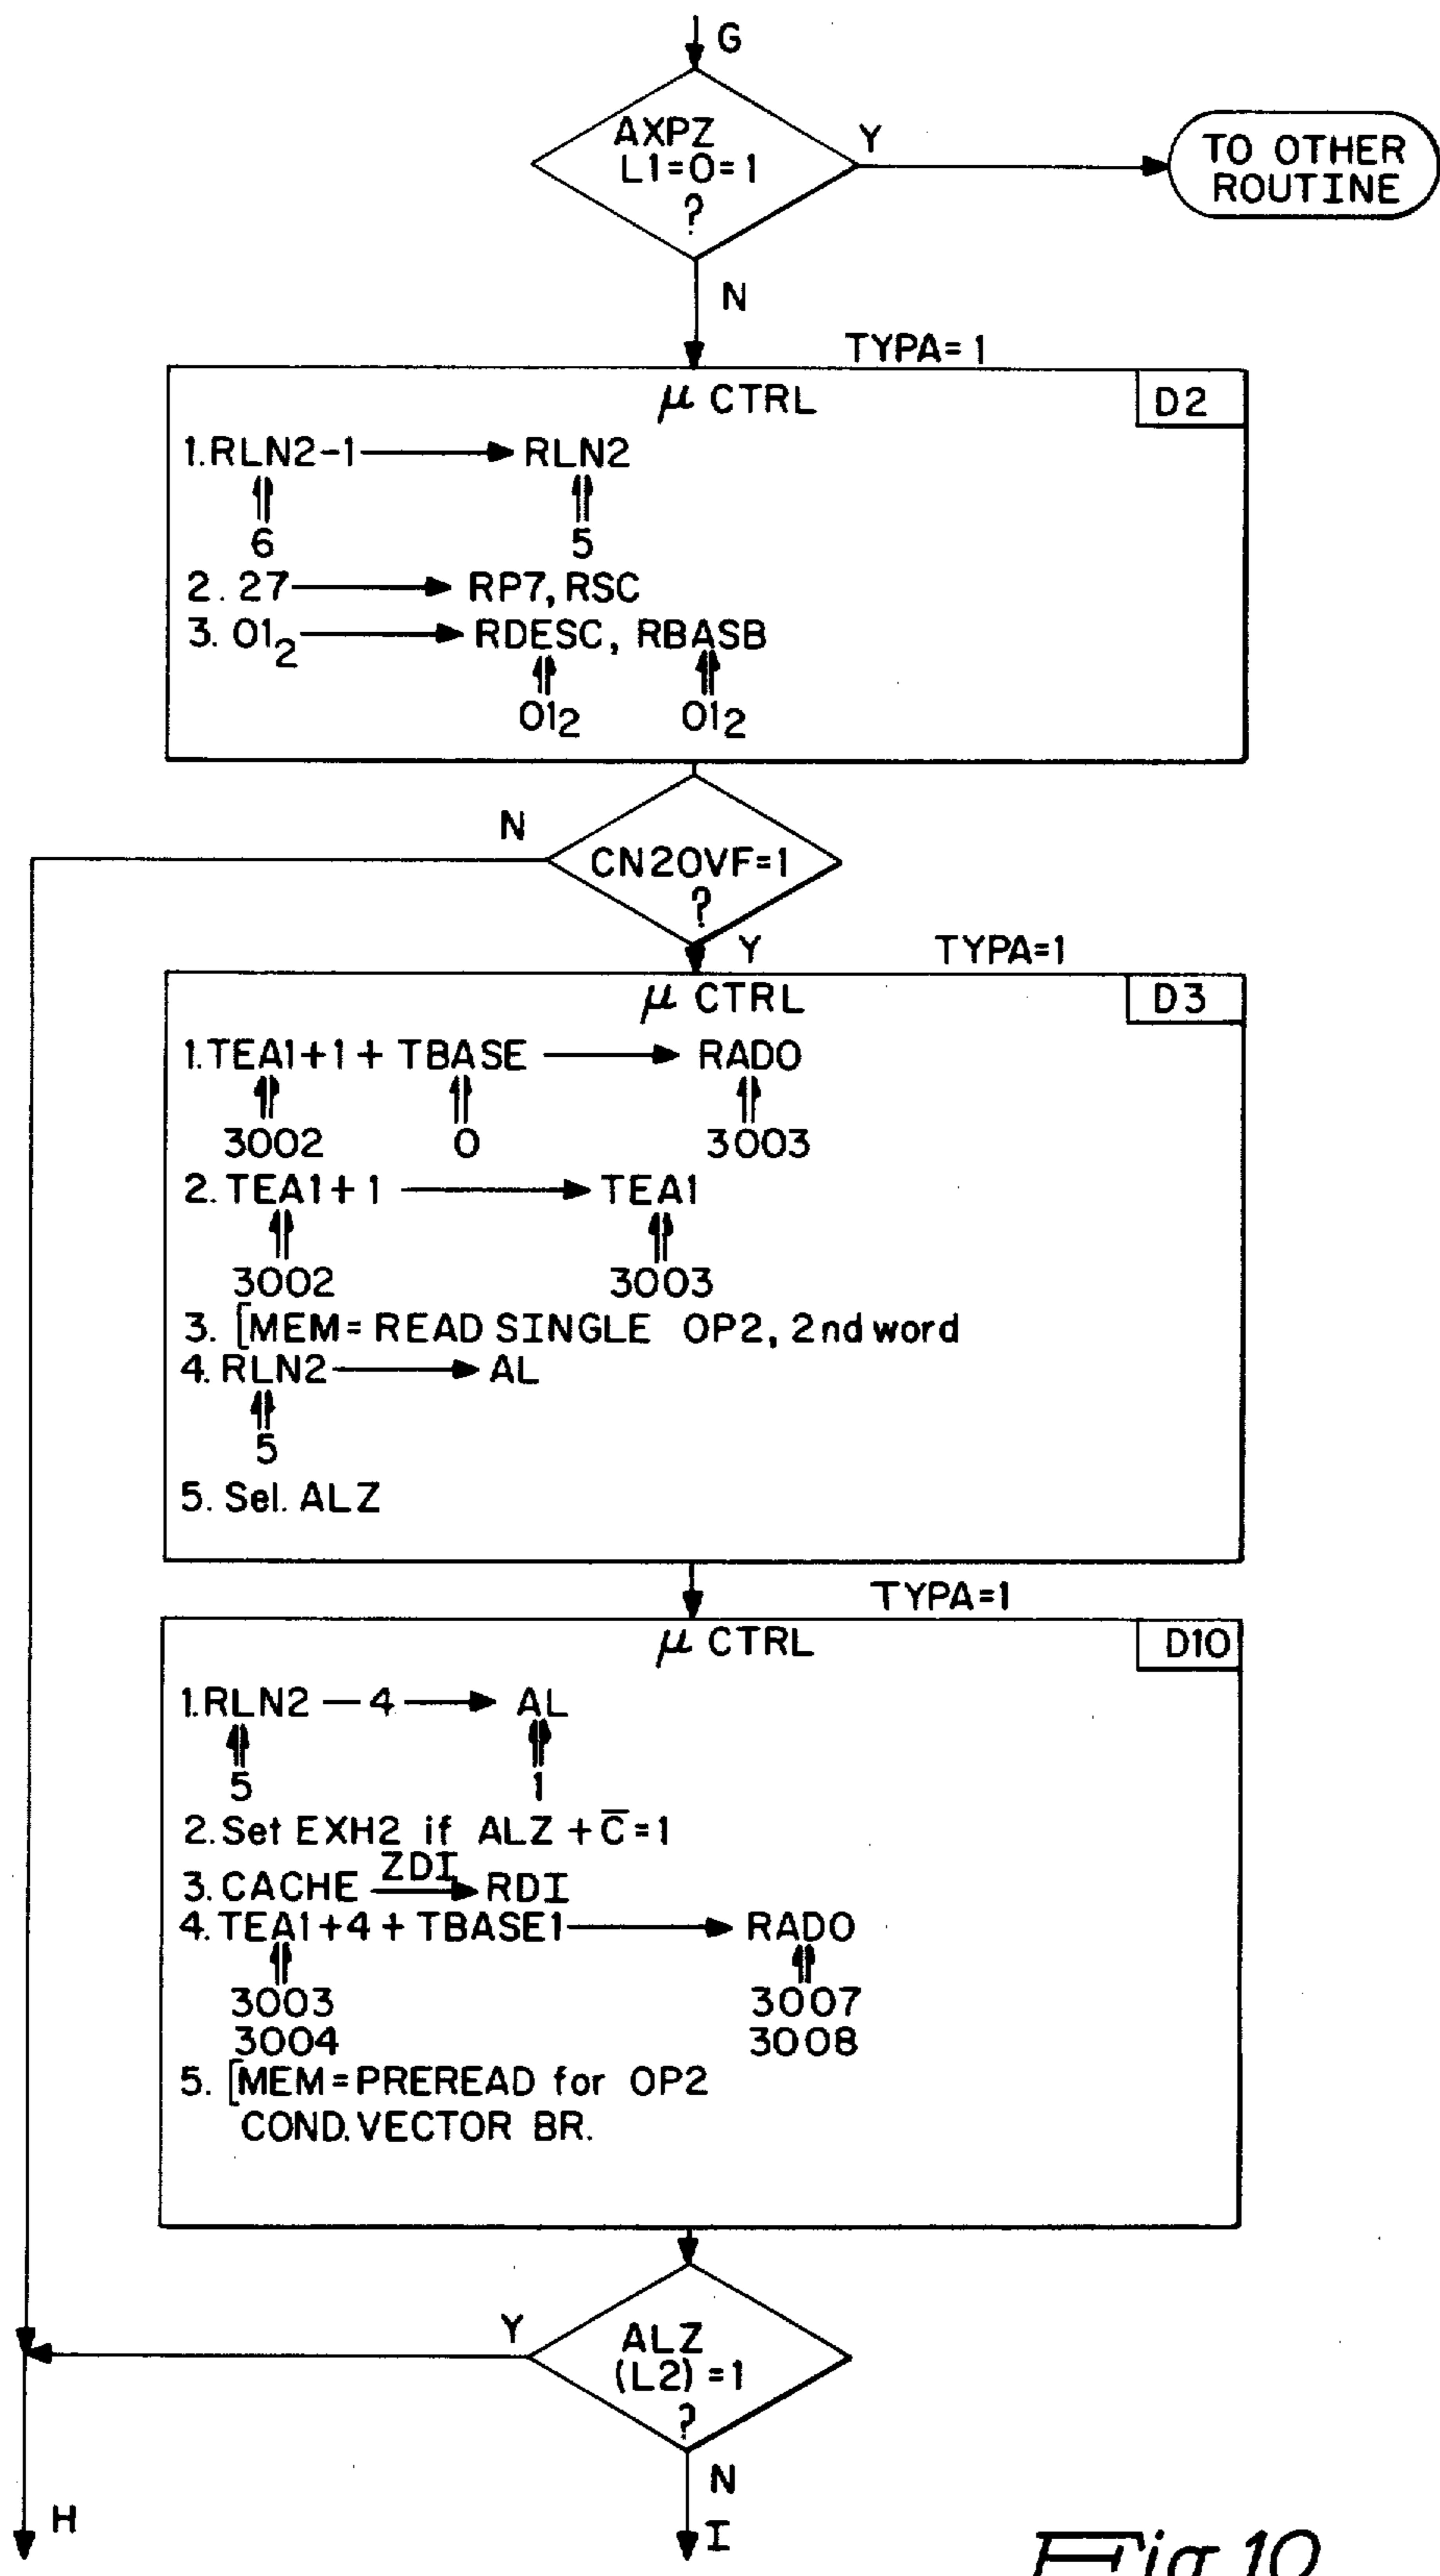 G
AXPZ
L1=0=1
?
Y
TO OTHER
ROUTINE
N
TYPA=1
μ CTRL
D2
1.RLN2-1 → RLN2
6 5
2. 27 → RP7, RSC
3. 01₂ → RDESC, RBASB
01₂ 01₂
N
CN2OVF=1
?
Y
TYPA=1
μ CTRL
D3
1.TEA1+1 + TBASE → RADO
3002 0 3003
2. TEA1+1 → TEA1
3002 3003
3. [MEM=READ SINGLE OP2, 2nd word
4. RLN2 → AL
5
5. Sel. ALZ
TYPA=1
μ CTRL
D10
1.RLN2 — 4 → AL
5 1
2.Set EXH2 if ALZ + C̅=1
ZDI
3. CACHE → RDI
4. TEA1+4 + TBASE1 → RADO
3003 3007
3004 3008
5. [MEM=PREREAD for OP2
COND.VECTOR BR.
Y
ALZ
(L2)=1
?
N
H
I
Fig.10